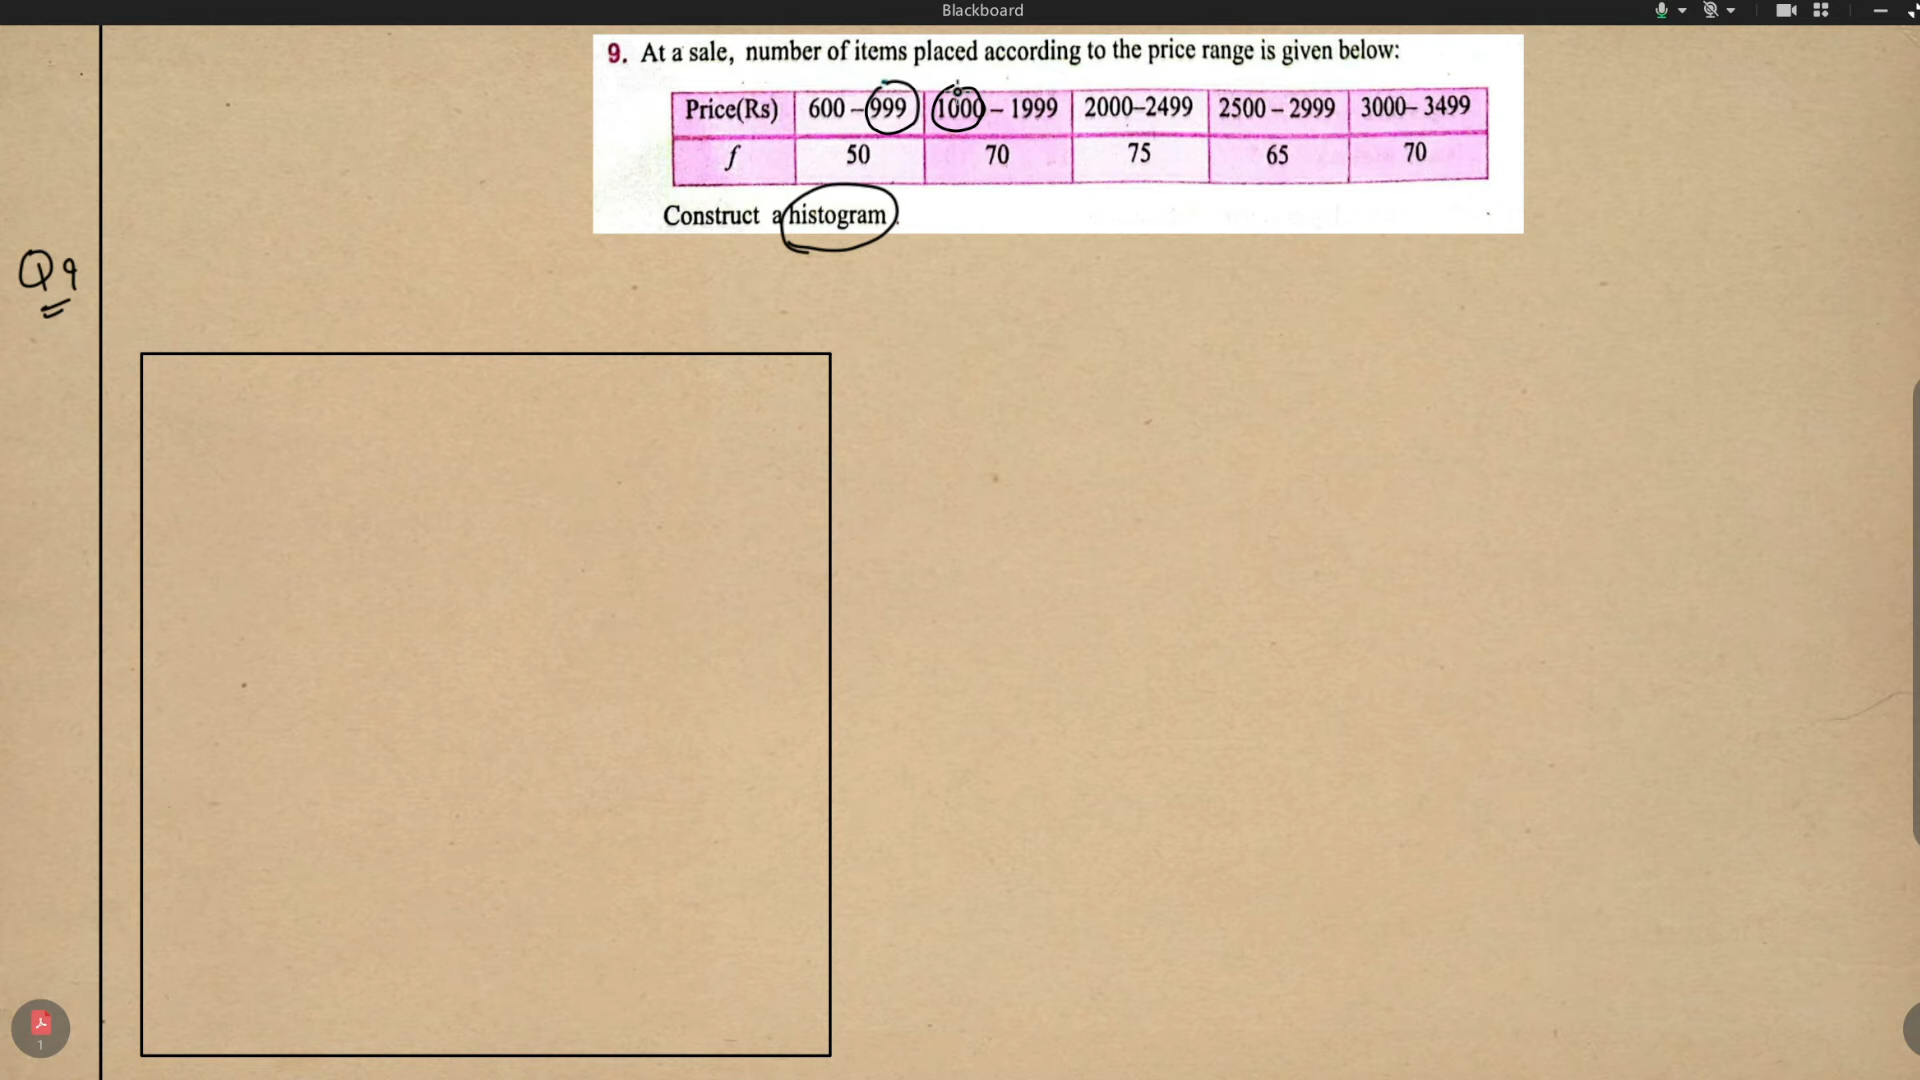 Blackboard
9. At a sale, number of items placed according to the price range is given below:
Price(Rs) 600 – 999 1000 – 1999 2000–2499 2500 – 2999 3000– 3499
f 50 70 75 65 70
Construct a histogram.
Q9
1